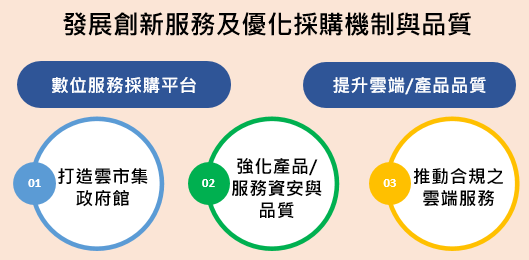 發展創新服務及優化採購機制與品質
數位服務採購平台
提升雲端/產品品質
01
打造雲市集
政府館
02
強化產品/
服務資安與
品質
03
推動合規之
雲端服務